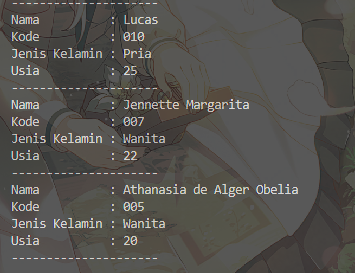 ----------------------
Nama          : Lucas
Kode          : 010
Jenis Kelamin : Pria
Usia          : 25
----------------------
Nama          : Jennette Margarita
Kode          : 007
Jenis Kelamin : Wanita
Usia          : 22
----------------------
Nama          : Athanasia de Alger Obelia
Kode          : 005
Jenis Kelamin : Wanita
Usia          : 20
----------------------